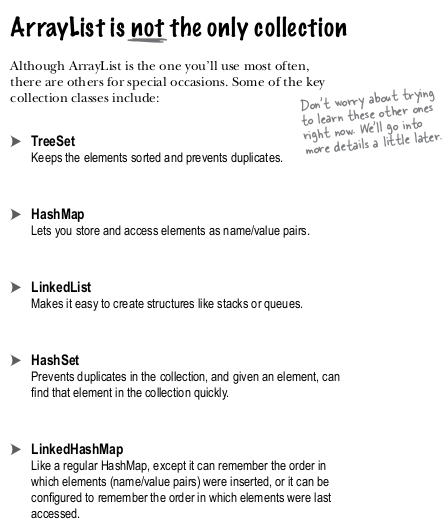 ArrayList is not the only collection
Although ArrayList is the one you'll use most often,
there are others for special occasions. Some of the key
collection classes include:
Don't worry about trying
to learn these other ones
right now. We'll go into
more details a little later.
➤ TreeSet
Keeps the elements sorted and prevents duplicates.
➤ HashMap
Lets you store and access elements as name/value pairs.
➤ LinkedList
Makes it easy to create structures like stacks or queues.
➤ HashSet
Prevents duplicates in the collection, and given an element, can
find that element in the collection quickly.
➤ LinkedHashMap
Like a regular HashMap, except it can remember the order in
which elements (name/value pairs) were inserted, or it can be
configured to remember the order in which elements were last
accessed.